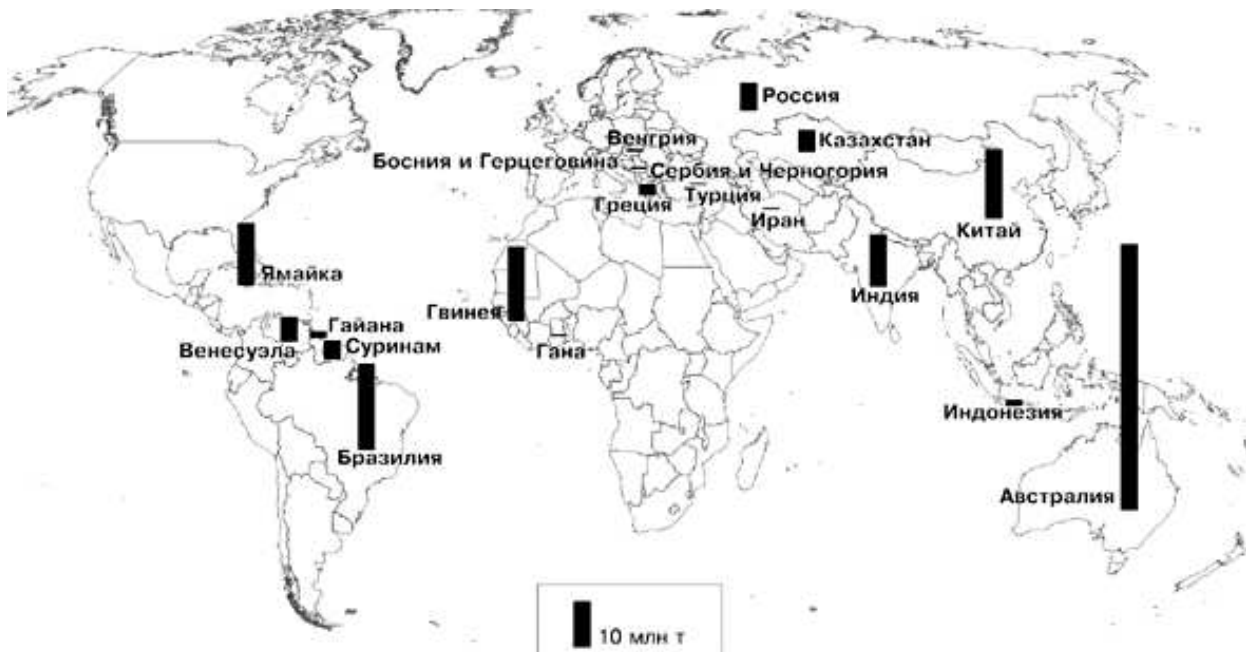 Россия
Венгрия
Казахстан
Босния и Герцеговина
Сербия и Черногория
Турция
Греция
Иран
Китай
Ямайка
Индия
Гвинея
Гайана
Венесуэла
Суринам
Гана
Индонезия
Бразилия
Австралия
10 млн т